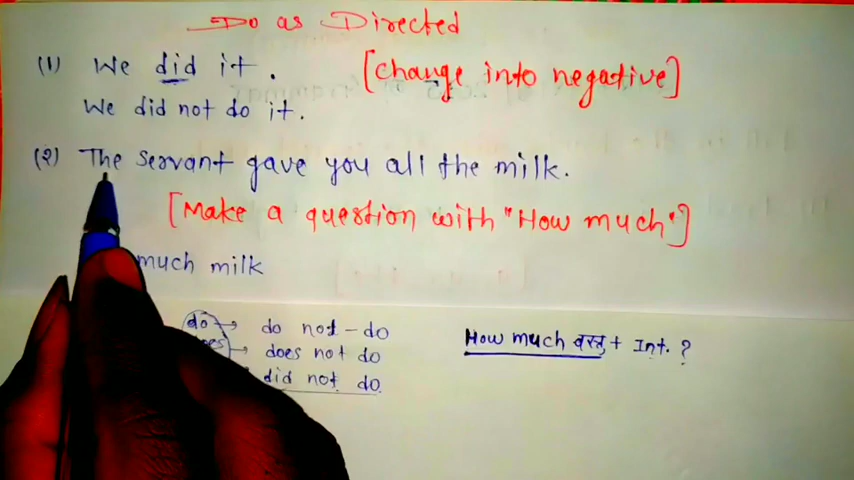 Do as Directed
(1) We did it. [Change into negative]
We did not do it.
(2) The servant gave you all the milk.
[Make a question with "How much"?]
much milk
do → do not - do
→ does not do
did not do
How much वस्तु + Int. ?